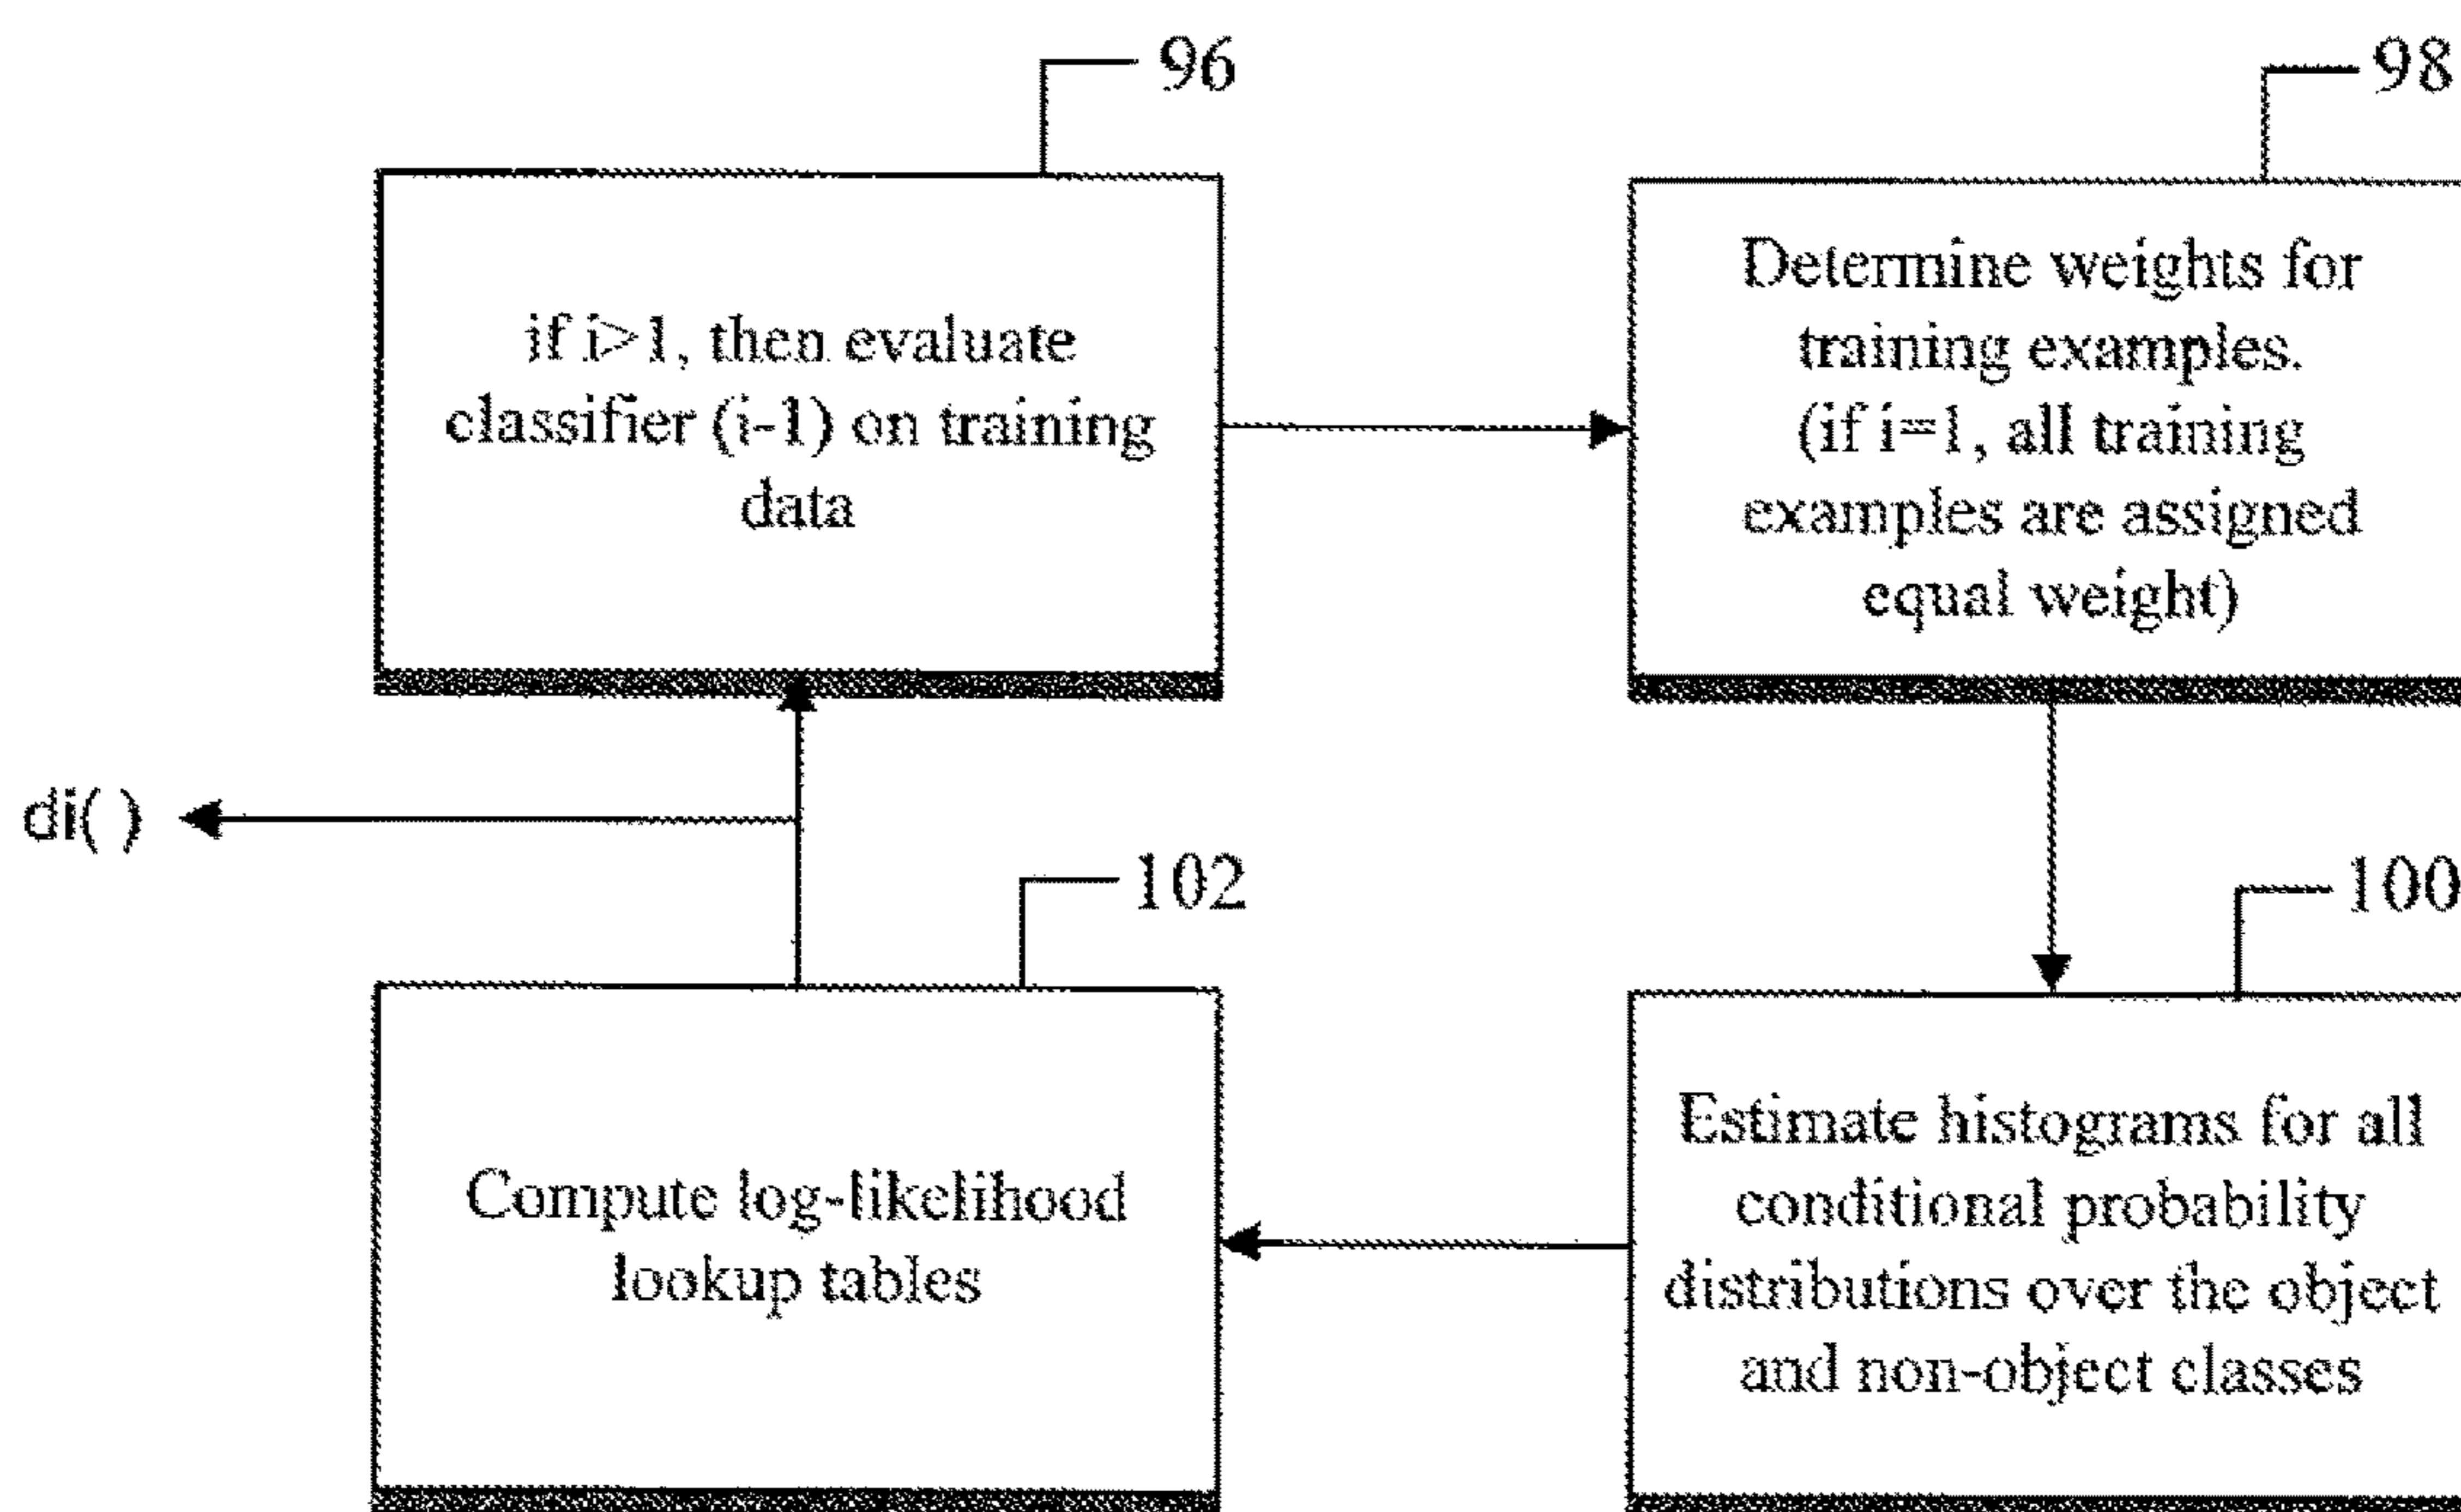 96
98
if i>1, then evaluate
classifier (i-1) on training
data
Determine weights for
training examples.
(if i=1, all training
examples are assigned
equal weight)
di( )
102
100
Compute log-likelihood
lookup tables
Estimate histograms for all
conditional probability
distributions over the object
and non-object classes